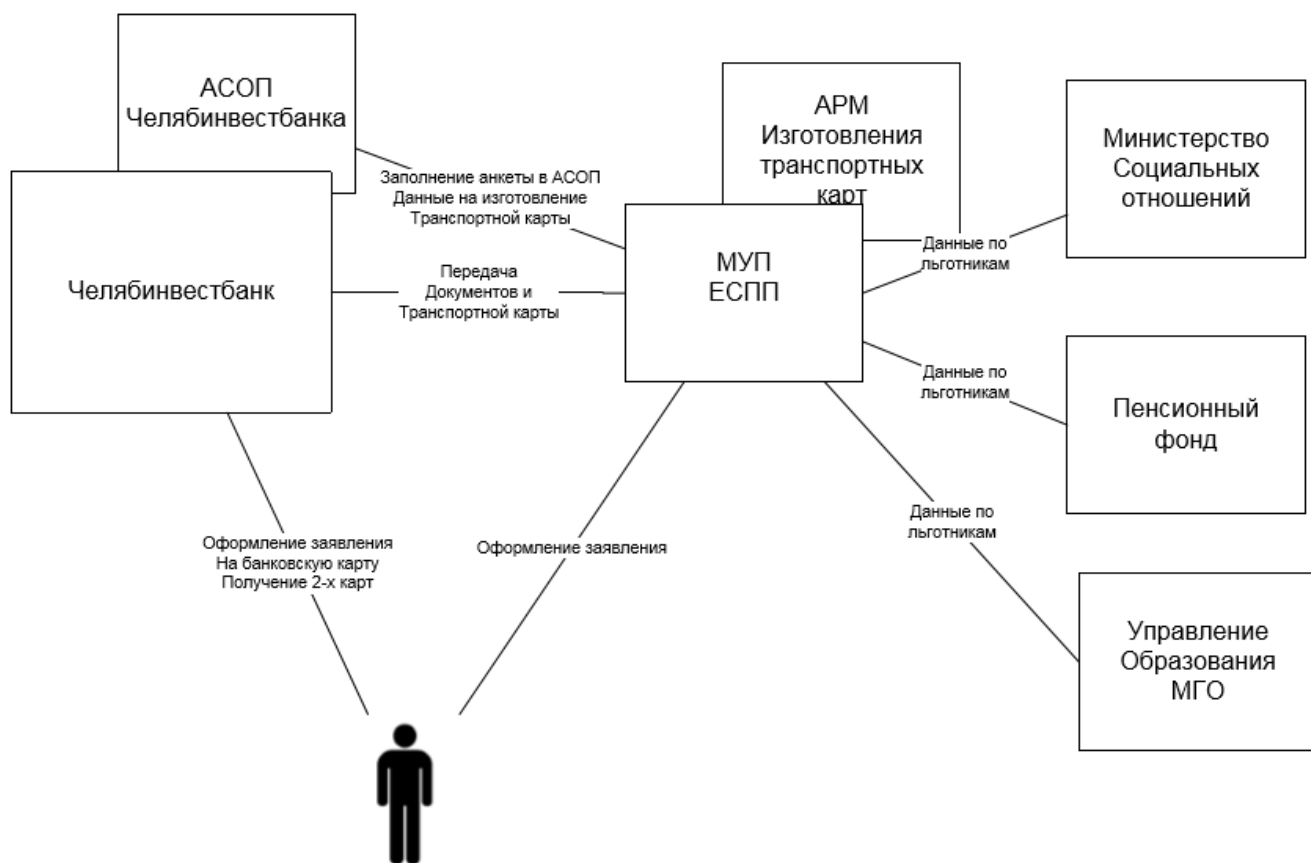 АСОП
Челябинвестбанка
АРМ
Изготовления
транспортных
карт
Министерство
Социальных
отношений
Заполнение анкеты в АСОП
Данные на изготовление
Транспортной карты
Челябинвестбанк
Передача
Документов и
Транспортной карты
МУП
ЕСПП
Данные по
льготникам
Данные по
льготникам
Пенсионный
фонд
Данные по
льготникам
Оформление заявления
На банковскую карту
Получение 2-х карт
Оформление заявления
Управление
Образования
МГО